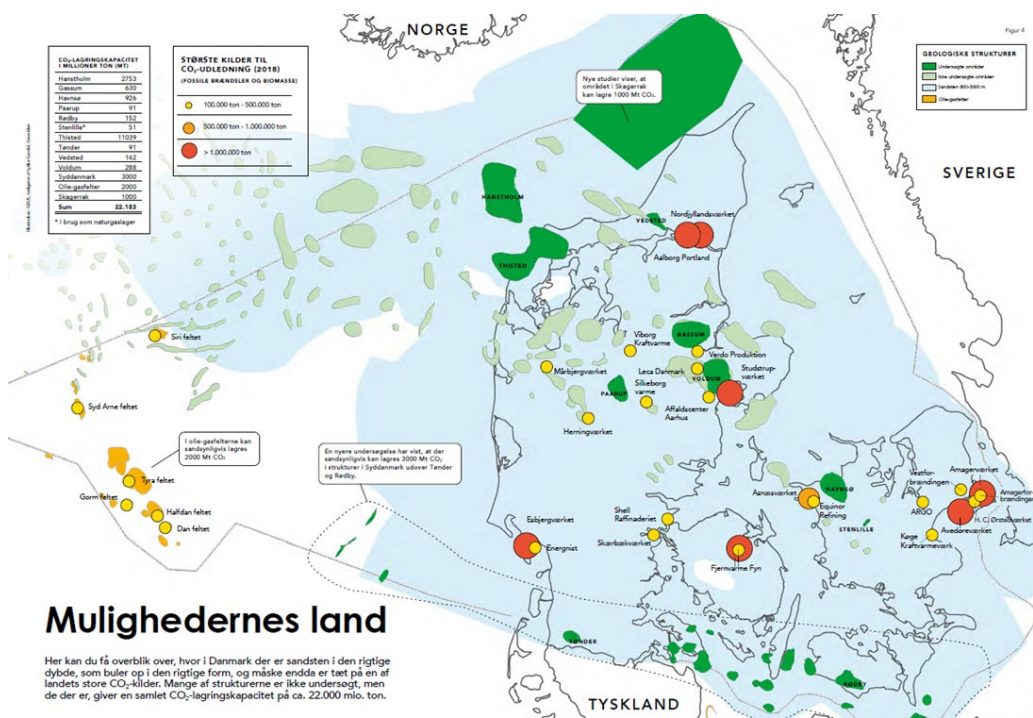 NORGE
Figur 4
CO₂-LAGRINGSKAPACITET
I MILLIONER TON (MT)
Hanstholm 2753
Gassum 630
Havnsø 926
Paarup 91
Rødby 152
Stenlille* 51
Thisted 11039
Tønder 91
Vedsted 162
Voldum 288
Syddanmark 3000
Olie-gasfelter 2000
Skagerrak 1000
Sum 22.183
* i brug som naturgaslager
STØRSTE KILDER TIL
CO₂-UDLEDNING (2018)
(FOSSILE BRÆNDSLER OG BIOMASSE)
100.000 ton - 500.000 ton
500.000 ton - 1.000.000 ton
> 1.000.000 ton
Nye studier viser, at
området i Skagerrak
kan lagre 1000 Mt CO₂.
GEOLOGISKE STRUKTURER
Undersøgte områder
Ikke undersøgte områder
Sandsten 800-3000 m
Olie-gasfelter
SVERIGE
HANSTHOLM
VEDSTED
Nordjyllandsværket
Aalborg Portland
THISTED
Siri feltet
Viborg
Kraftvarme
GASSUM
Verdo Produktion
Mårbjergværket
Leca Danmark
Studstrup-
værket
VOLDUM
Silkeborg
varme
PAARUP
Affaldscenter
Aarhus
Syd Arne feltet
Herningværket
I olie-gasfelterne kan
sandsynligvis lagres
2000 Mt CO₂
En nyere undersøgelse har vist, at der
sandsynligvis kan lagres 3000 Mt CO₂
i strukturer i Syddanmark udover Tønder
og Rødby.
Tyra feltet
Gorm feltet
Halfdan feltet
Dan feltet
Asnæsværket
HAVNSØ
Equinor
Refining
STENLILLE
Vestfor-
brændingen
Amagerværket
Amagerfor-
brændingen
ARGO
H. C. Ørstedværket
Avedøreværket
Køge
Kraftvarmeværk
Shell
Raffinaderiet
Skærbækværket
Esbjergværket
Energnist
Fjernvarme Fyn
TØNDER
RØDBY
TYSKLAND
Mulighedernes land
Her kan du få overblik over, hvor i Danmark der er sandsten i den rigtige
dybde, som buler op i den rigtige form, og måske endda er tæt på en af
landets store CO₂-kilder. Mange af strukturerne er ikke undersøgt, men
de der er, giver en samlet CO₂-lagringskapacitet på ca. 22.000 mio. ton.